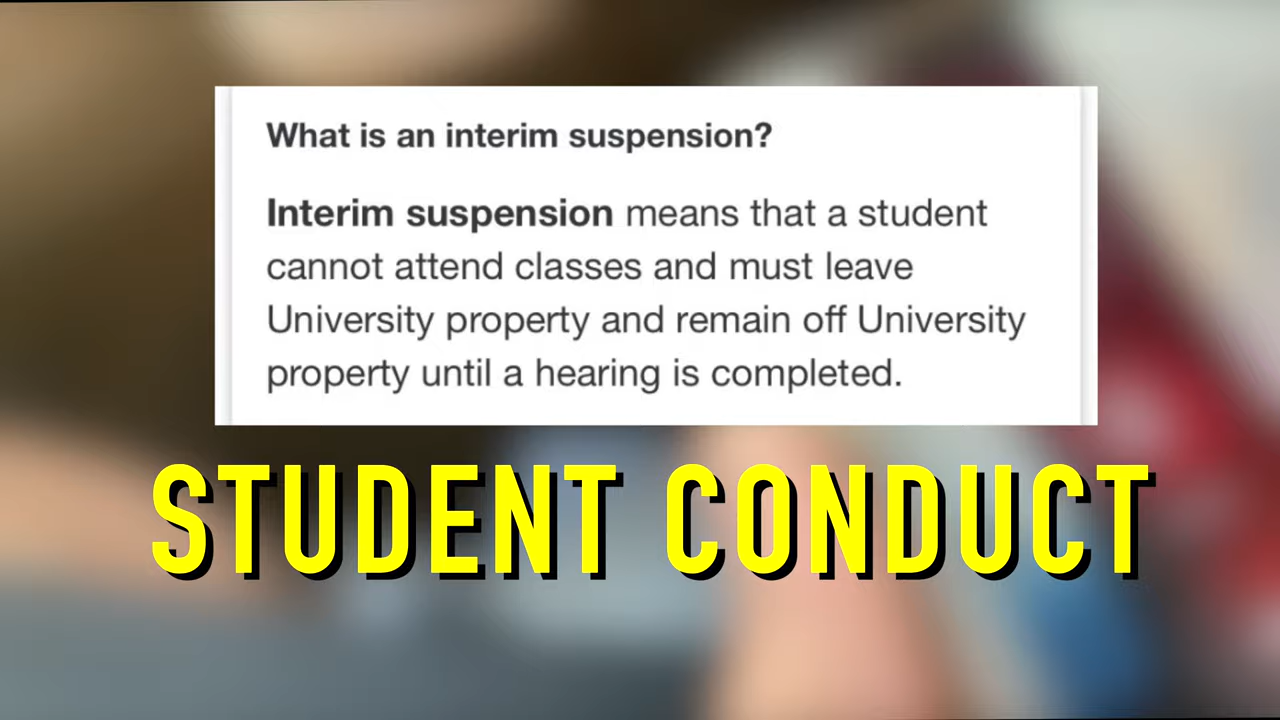 What is an interim suspension?
Interim suspension means that a student
cannot attend classes and must leave
University property and remain off University
property until a hearing is completed.
STUDENT CONDUCT